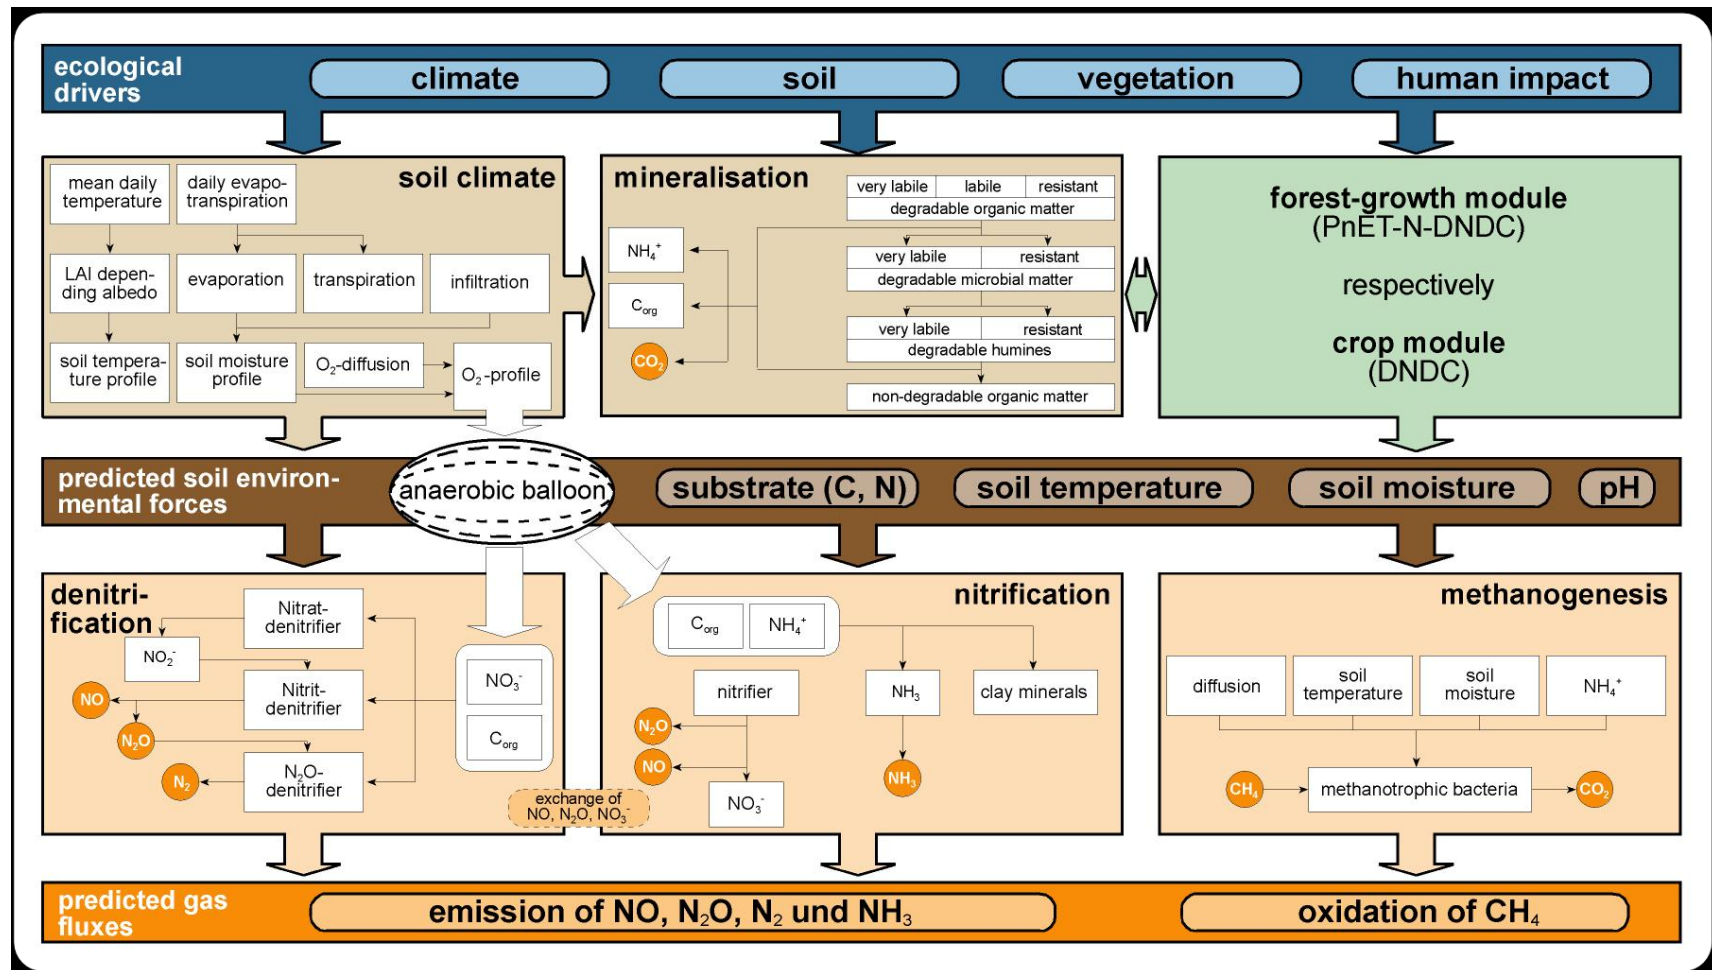 ecological
drivers
climate
soil
vegetation
human impact
soil climate
mean daily
temperature
daily evapo-
transpiration
LAI depen-
ding albedo
evaporation
transpiration
infiltration
soil tempera-
ture profile
soil moisture
profile
O₂-diffusion
O₂-profile
mineralisation
very labile
labile
resistant
degradable organic matter
NH₄⁺
very labile
resistant
degradable microbial matter
C_org
very labile
resistant
degradable humines
CO₂
non-degradable organic matter
forest-growth module
(PnET-N-DNDC)
respectively
crop module
(DNDC)
predicted soil environ-
mental forces
anaerobic balloon
substrate (C, N)
soil temperature
soil moisture
pH
denitri-
fication
Nitrat-
denitrifier
NO₂⁻
Nitrit-
denitrifier
NO
N₂O
N₂
N₂O-
denitrifier
NO₃⁻
C_org
exchange of
NO, N₂O, NO₃⁻
nitrification
C_org
NH₄⁺
nitrifier
NH₃
clay minerals
N₂O
NO
NH₃
NO₃⁻
methanogenesis
diffusion
soil
temperature
soil
moisture
NH₄⁺
CH₄
methanotrophic bacteria
CO₂
predicted gas
fluxes
emission of NO, N₂O, N₂ und NH₃
oxidation of CH₄